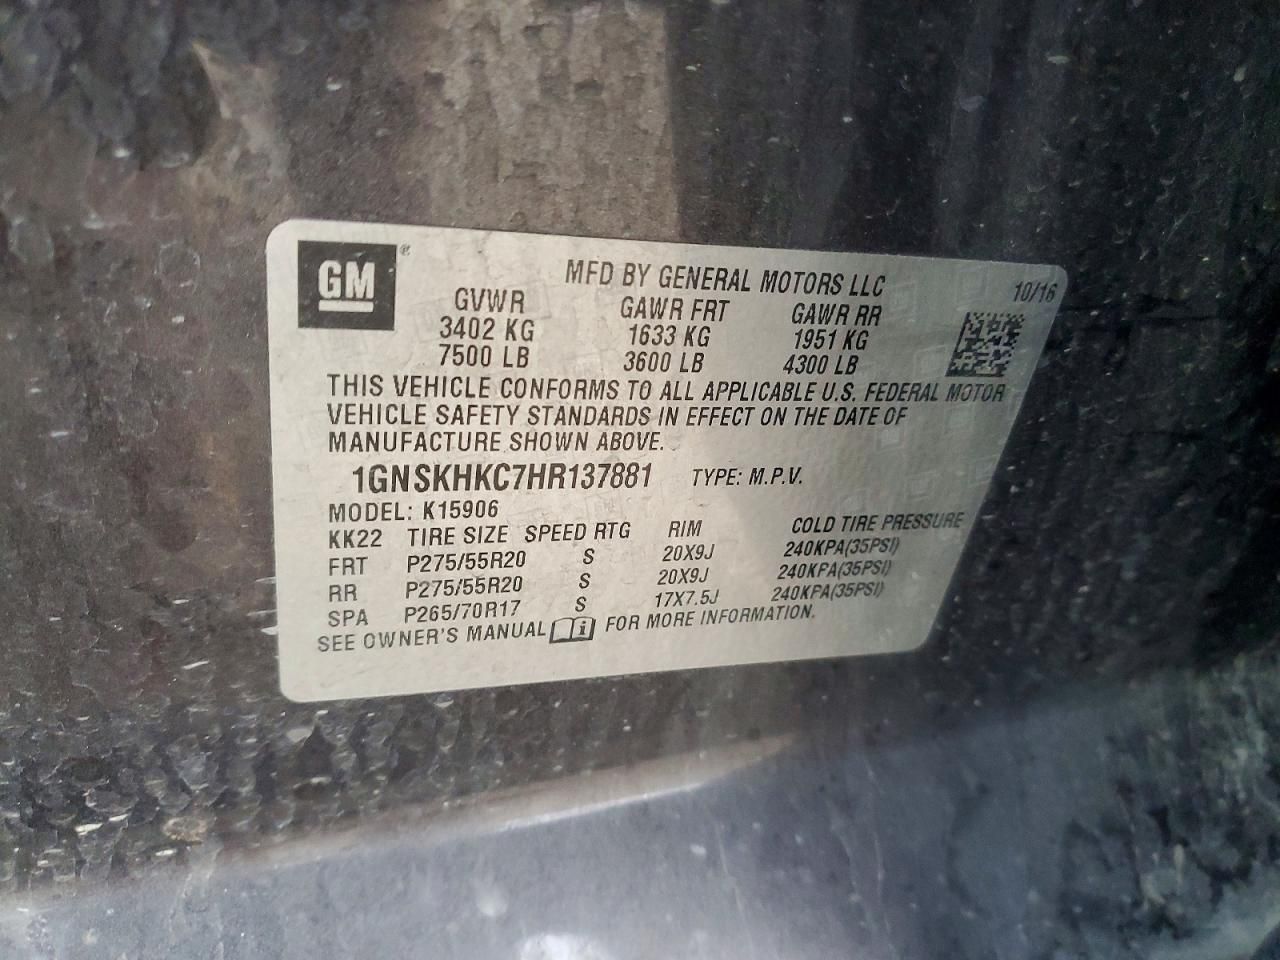 GM®
MFD BY GENERAL MOTORS LLC 10/16
GVWR GAWR FRT GAWR RR
3402 KG 1633 KG 1951 KG
7500 LB 3600 LB 4300 LB
THIS VEHICLE CONFORMS TO ALL APPLICABLE U.S. FEDERAL MOTOR
VEHICLE SAFETY STANDARDS IN EFFECT ON THE DATE OF
MANUFACTURE SHOWN ABOVE.
1GNSKHKC7HR137881 TYPE: M.P.V.
MODEL: K15906
KK22 TIRE SIZE SPEED RTG RIM COLD TIRE PRESSURE
FRT P275/55R20 S 20X9J 240KPA(35PSI)
RR P275/55R20 S 20X9J 240KPA(35PSI)
SPA P265/70R17 S 17X7.5J 240KPA(35PSI)
SEE OWNER'S MANUAL FOR MORE INFORMATION.